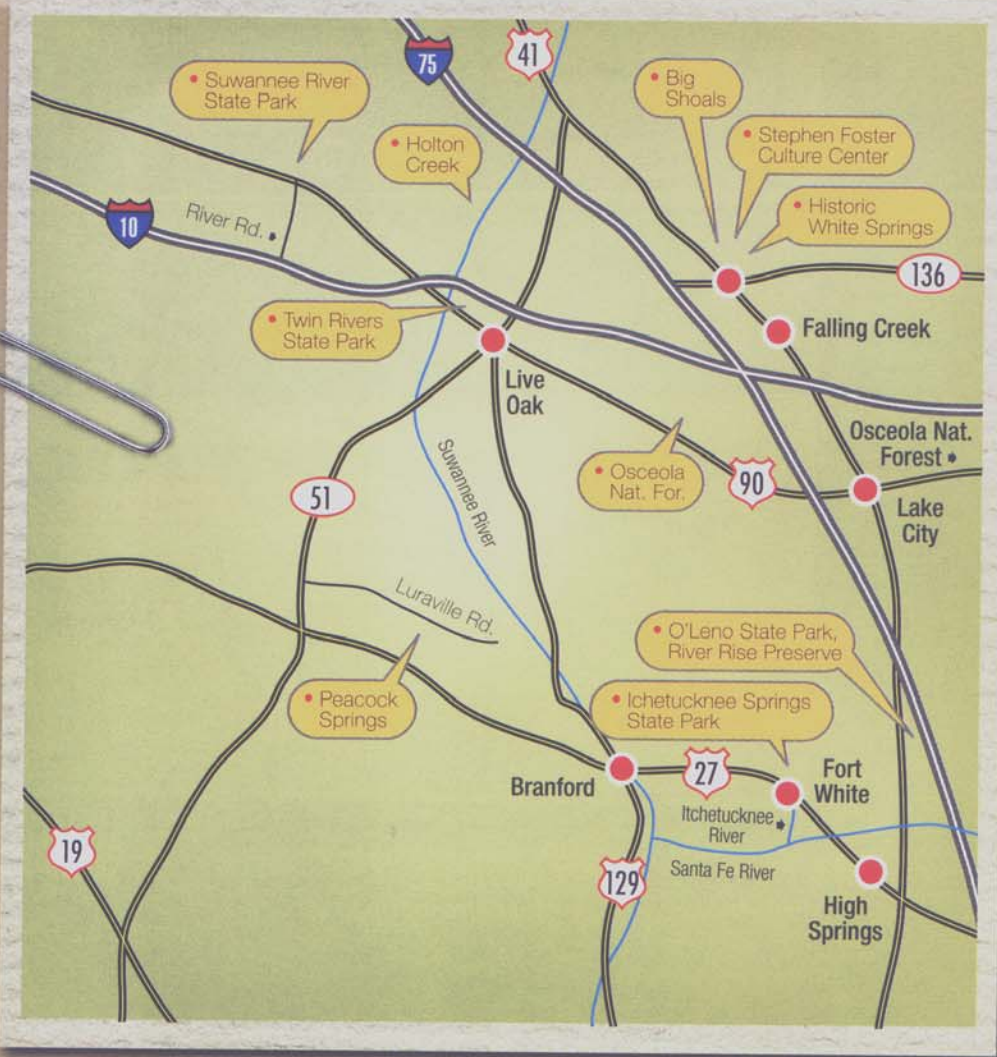 75
41
• Suwannee River
State Park
• Big
Shoals
• Holton
Creek
• Stephen Foster
Culture Center
10
River Rd.
• Historic
White Springs
136
• Twin Rivers
State Park
Falling Creek
Live
Oak
Osceola Nat.
Forest
51
Suwannee River
• Osceola
Nat. For.
90
Lake
City
Luraville Rd.
• O'Leno State Park,
River Rise Preserve
• Peacock
Springs
• Ichetucknee Springs
State Park
Branford
27
Fort
White
Itchetucknee
River
19
129
Santa Fe River
High
Springs